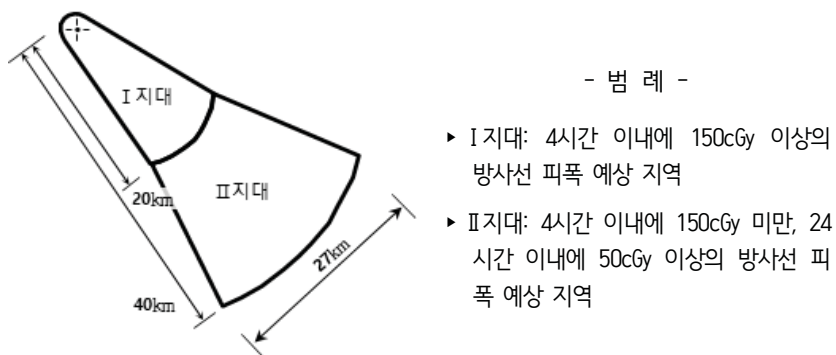 Ⅰ지대
Ⅱ지대
20km
40km
27km
- 범 례 -
▸ Ⅰ지대: 4시간 이내에 150cGy 이상의
방사선 피폭 예상 지역
▸ Ⅱ지대: 4시간 이내에 150cGy 미만, 24
시간 이내에 50cGy 이상의 방사선 피
폭 예상 지역